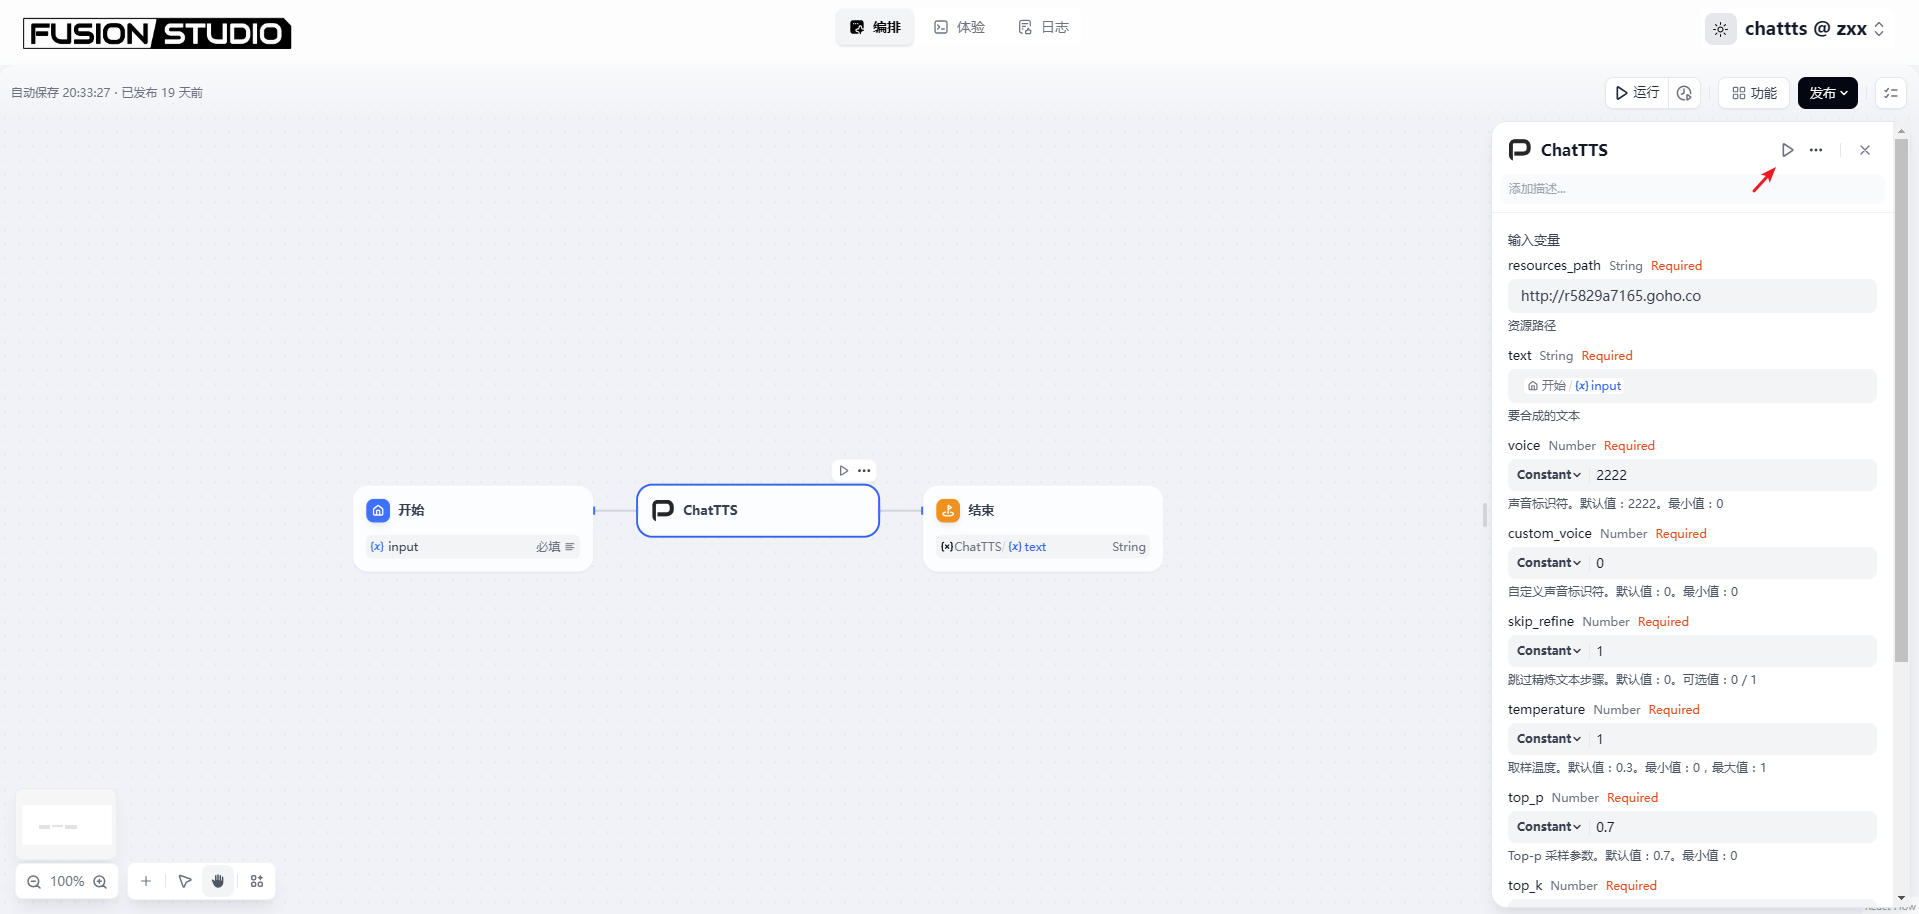 FUSION STUDIO
编排
体验
日志
chattts @ zxx
自动保存 20:33:27 · 已发布 19 天前
运行
功能
发布
ChatTTS
添加描述...
输入变量
resources_path String Required
http://r5829a7165.goho.co
资源路径
text String Required
开始 / {x} input
要合成的文本
voice Number Required
Constant 2222
声音标识符。默认值：2222。最小值：0
custom_voice Number Required
Constant 0
自定义声音标识符。默认值：0。最小值：0
skip_refine Number Required
Constant 1
跳过精炼文本步骤。默认值：0。可选值：0 / 1
temperature Number Required
Constant 1
取样温度。默认值：0.3。最小值：0，最大值：1
top_p Number Required
Constant 0.7
Top-p 采样参数。默认值：0.7。最小值：0
top_k Number Required
开始
{x} input 必填
ChatTTS
结束
{x} ChatTTS / {x} text String
100%